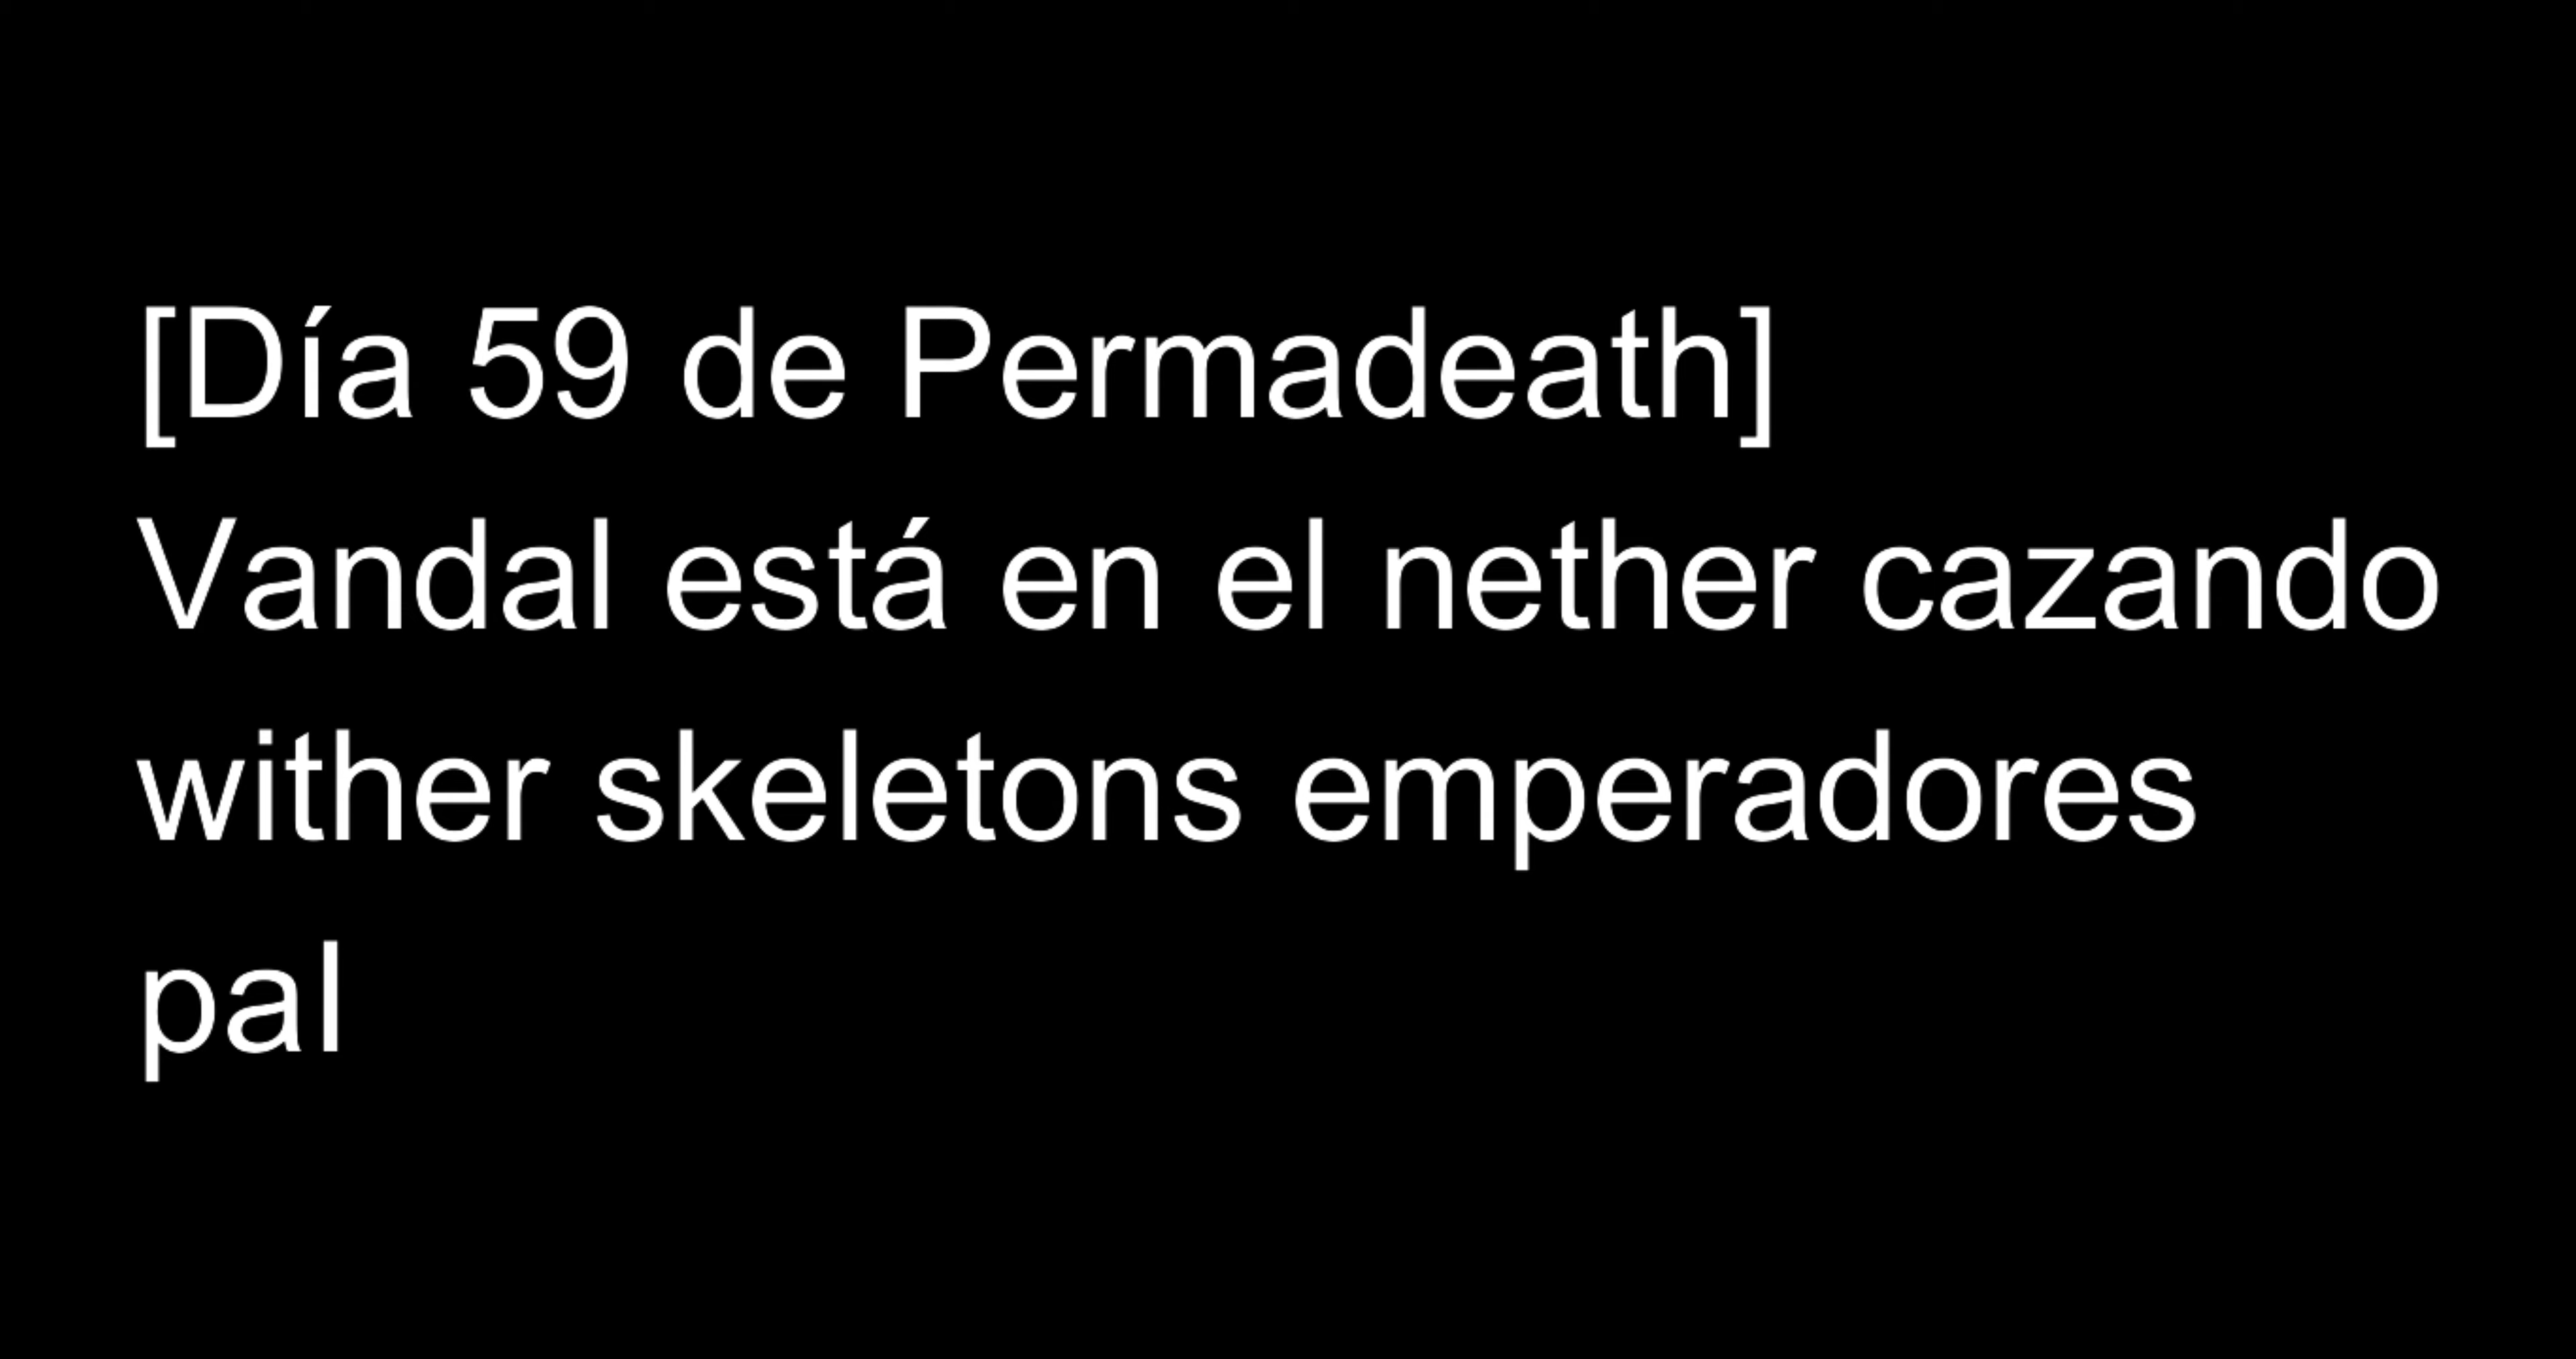 [Día 59 de Permadeath]
Vandal está en el nether cazando
wither skeletons emperadores
pal